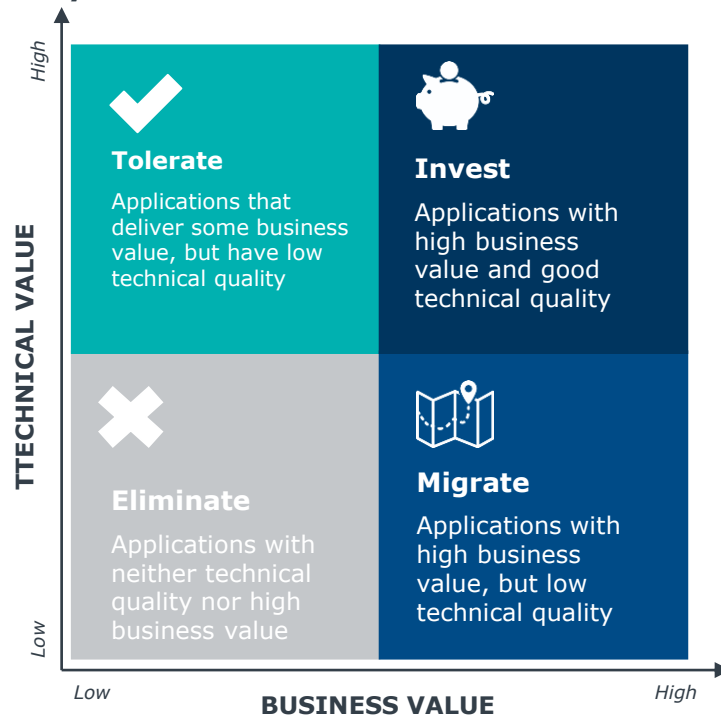 High
Tolerate
Applications that
deliver some business
value, but have low
technical quality
Invest
Applications with
high business
value and good
technical quality
TTECHNICAL VALUE
Eliminate
Applications with
neither technical
quality nor high
business value
Migrate
Applications with
high business
value, but low
technical quality
Low
Low
BUSINESS VALUE
High